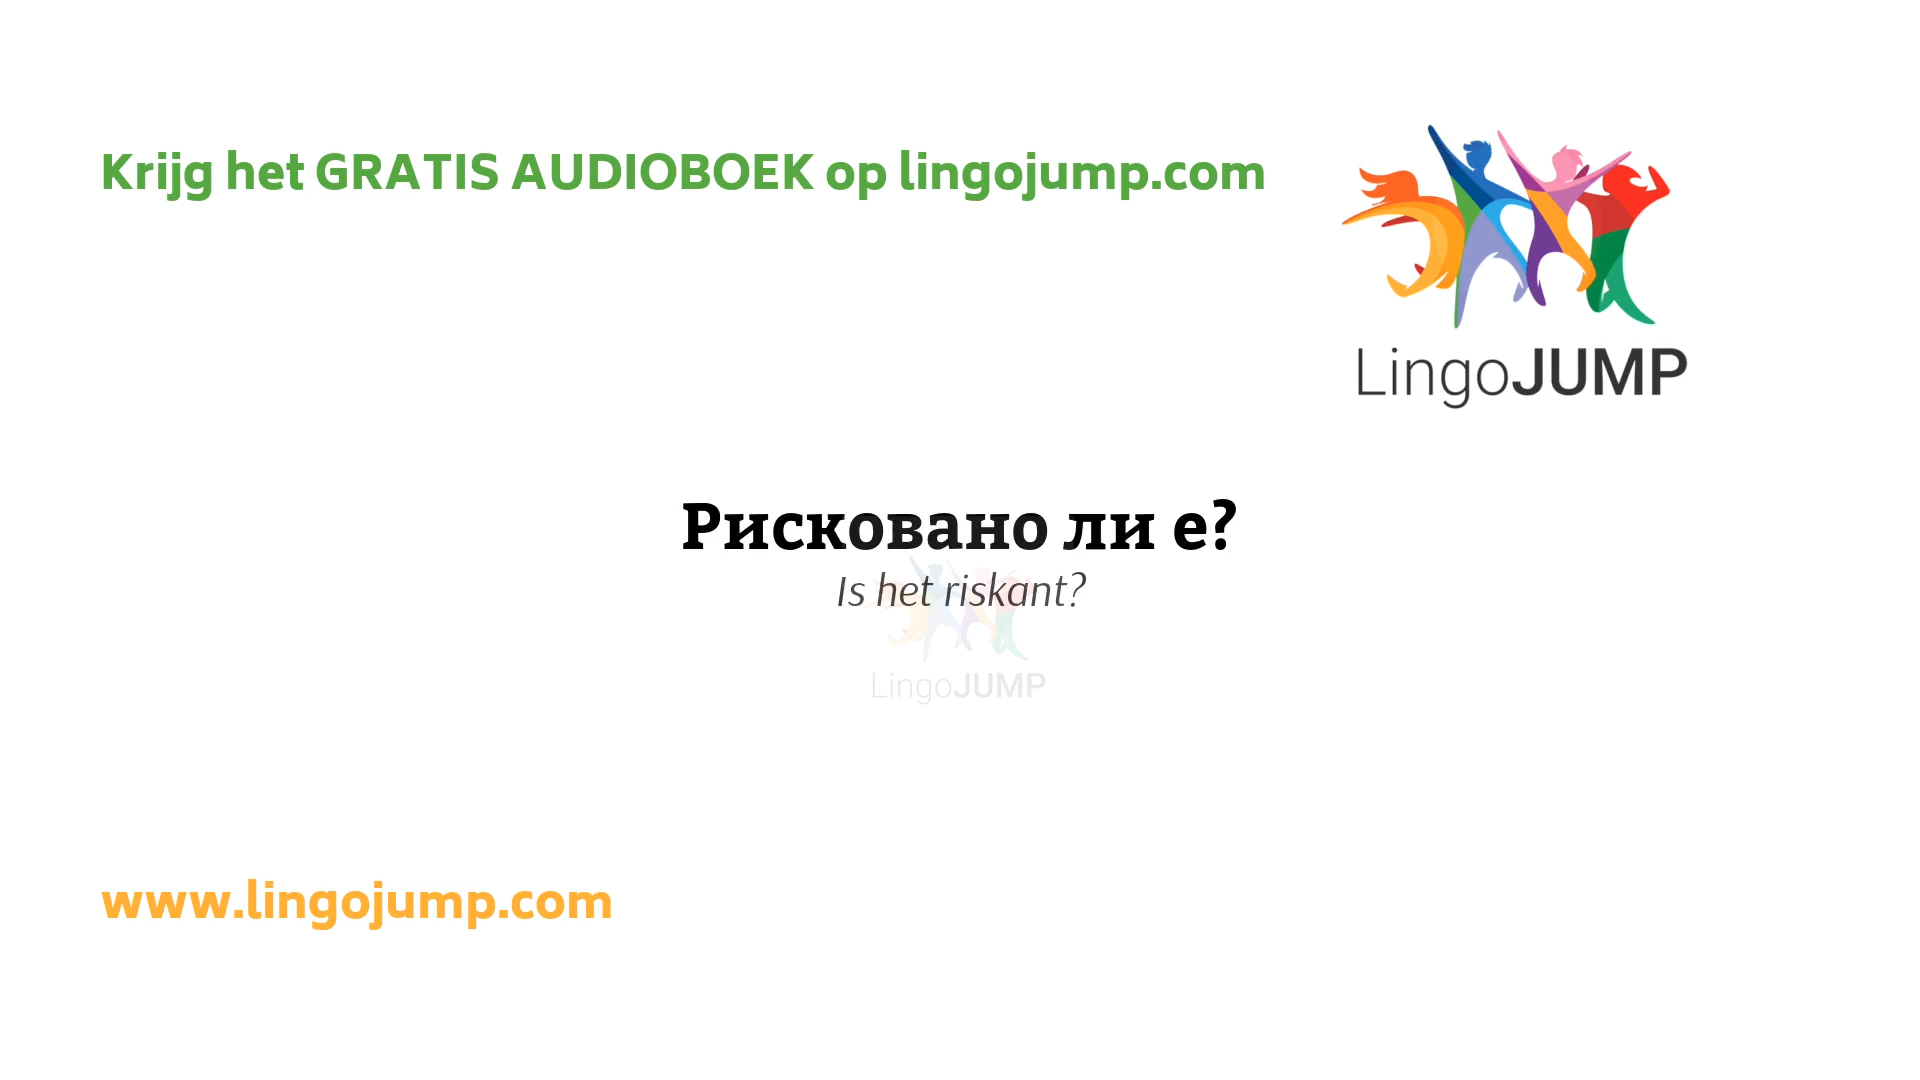 Krijg het GRATIS AUDIOBOEK op lingojump.com
LingoJUMP
Рисковано ли е?
Is het riskant?
LingoJUMP
www.lingojump.com